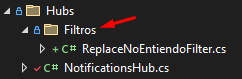 Hubs
Filtros
C# ReplaceNoEntiendoFilter.cs
C# NotificationsHub.cs